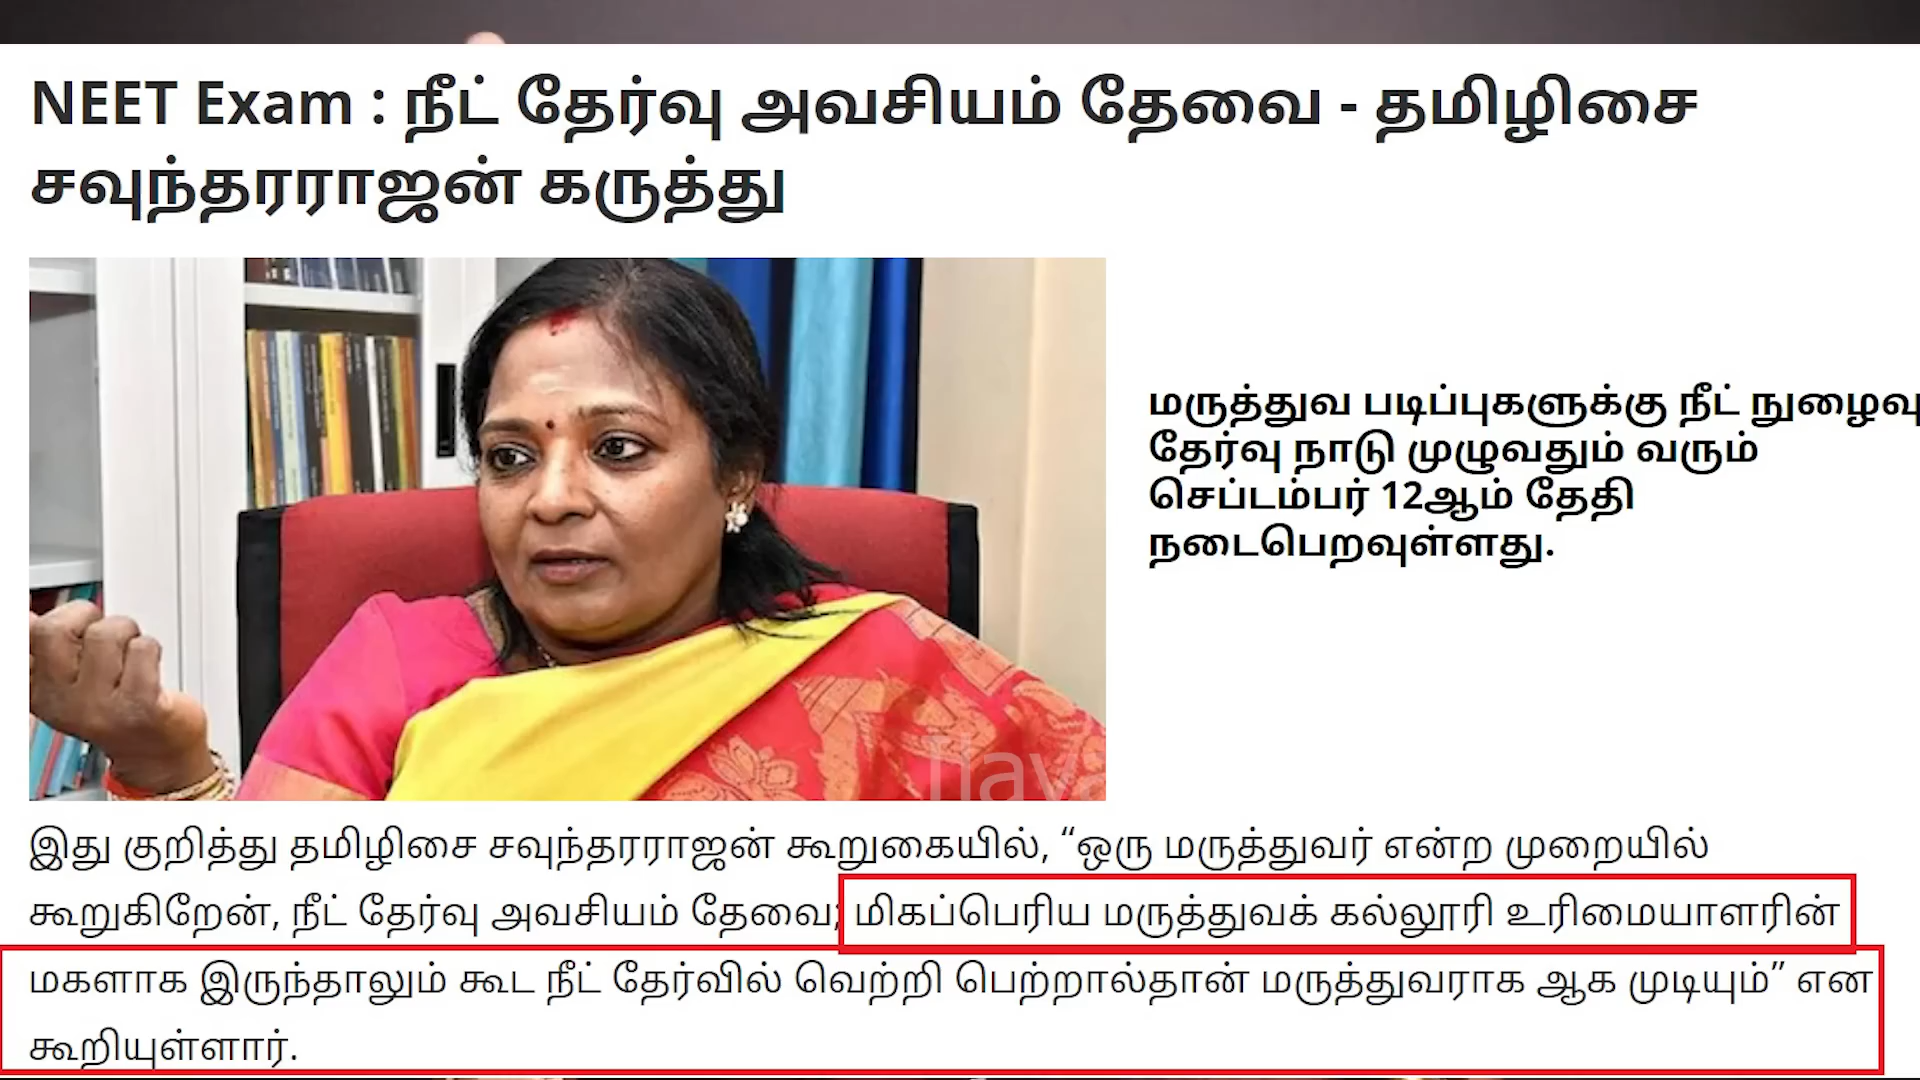 NEET Exam : நீட் தேர்வு அவசியம் தேவை - தமிழிசை
சவுந்தரராஜன் கருத்து
மருத்துவ படிப்புகளுக்கு நீட் நுழைவு
தேர்வு நாடு முழுவதும் வரும்
செப்டம்பர் 12ஆம் தேதி
நடைபெறவுள்ளது.
இது குறித்து தமிழிசை சவுந்தரராஜன் கூறுகையில், “ஒரு மருத்துவர் என்ற முறையில்
கூறுகிறேன், நீட் தேர்வு அவசியம் தேவை; மிகப்பெரிய மருத்துவக் கல்லூரி உரிமையாளரின்
மகளாக இருந்தாலும் கூட நீட் தேர்வில் வெற்றி பெற்றால்தான் மருத்துவராக ஆக முடியும்” என
கூறியுள்ளார்.